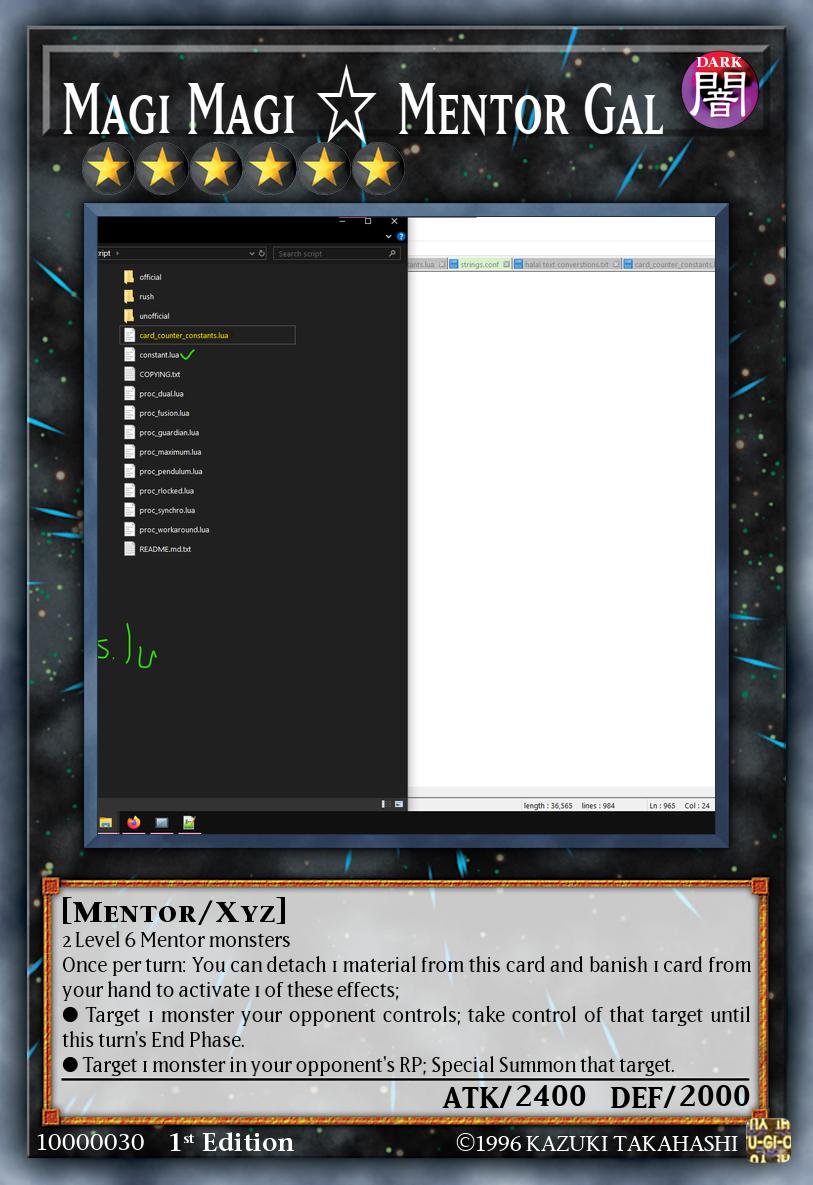 MAGI MAGI ☆ MENTOR GAL
DARK
闇
ript
Search script
official
rush
unofficial
card_counter_constants.lua
constant.lua
COPYING.txt
proc_dual.lua
proc_fusion.lua
proc_guardian.lua
proc_maximum.lua
proc_pendulum.lua
proc_rlocked.lua
proc_synchro.lua
proc_workaround.lua
README.md.txt
s.lu
ants.lua strings.conf halal text converstions.txt card_counter_constants.l
length : 36,565 lines : 984 Ln : 965 Col : 24
[MENTOR/XYZ]
2 Level 6 Mentor monsters
Once per turn: You can detach 1 material from this card and banish 1 card from
your hand to activate 1 of these effects;
● Target 1 monster your opponent controls; take control of that target until
this turn's End Phase.
● Target 1 monster in your opponent's RP; Special Summon that target.
ATK/2400 DEF/2000
10000030 1st Edition ©1996 KAZUKI TAKAHASHI